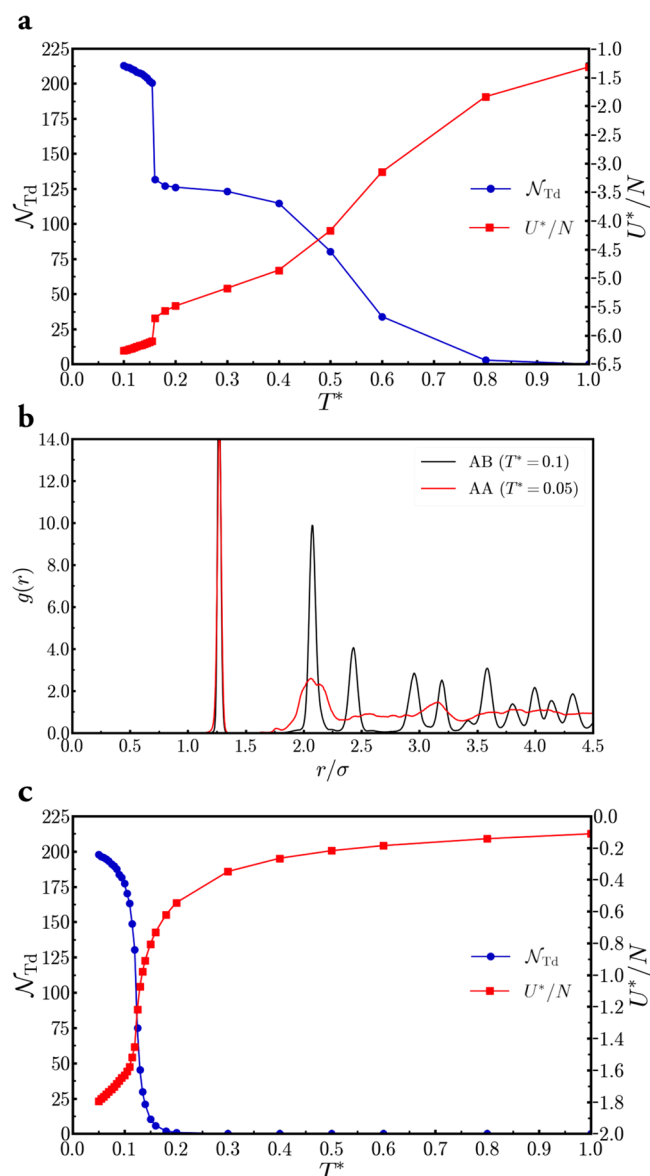 a
225
200
175
150
125
100
75
50
25
0
𝒩_Td
-1.0
-1.5
-2.0
-2.5
-3.0
-3.5
-4.0
-4.5
-5.0
-5.5
-6.0
-6.5
U*/N
𝒩_Td
U*/N
0.0 0.1 0.2 0.3 0.4 0.5 0.6 0.7 0.8 0.9 1.0
T*
b
14.0
12.0
10.0
8.0
6.0
4.0
2.0
0.0
g(r)
AB (T* = 0.1)
AA (T* = 0.05)
0.0 0.5 1.0 1.5 2.0 2.5 3.0 3.5 4.0 4.5
r/σ
c
225
200
175
150
125
100
75
50
25
0
𝒩_Td
0.0
-0.2
-0.4
-0.6
-0.8
-1.0
-1.2
-1.4
-1.6
-1.8
-2.0
U*/N
𝒩_Td
U*/N
0.0 0.1 0.2 0.3 0.4 0.5 0.6 0.7 0.8 0.9 1.0
T*